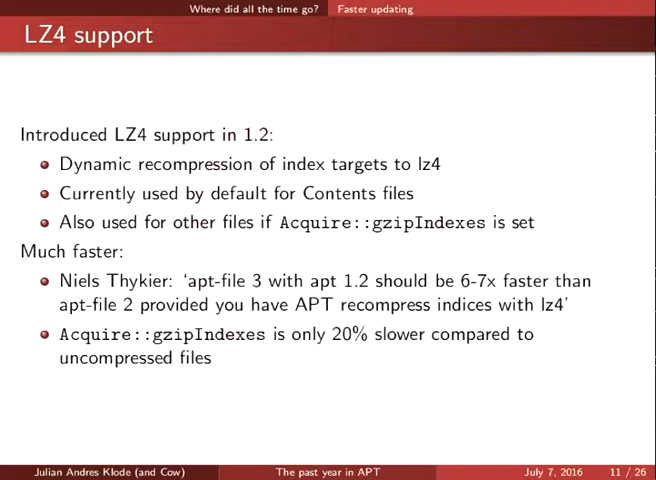 Where did all the time go? Faster updating
LZ4 support
Introduced LZ4 support in 1.2:
Dynamic recompression of index targets to lz4
Currently used by default for Contents files
Also used for other files if Acquire::gzipIndexes is set
Much faster:
Niels Thykier: ‘apt-file 3 with apt 1.2 should be 6-7x faster than
apt-file 2 provided you have APT recompress indices with lz4’
Acquire::gzipIndexes is only 20% slower compared to
uncompressed files
Julian Andres Klode (and Cow) The past year in APT July 7, 2016 11 / 26